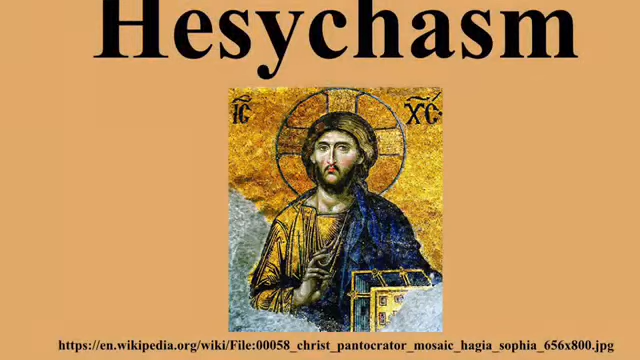 Hesychasm
IC XC
https://en.wikipedia.org/wiki/File:00058_christ_pantocrator_mosaic_hagia_sophia_656x800.jpg